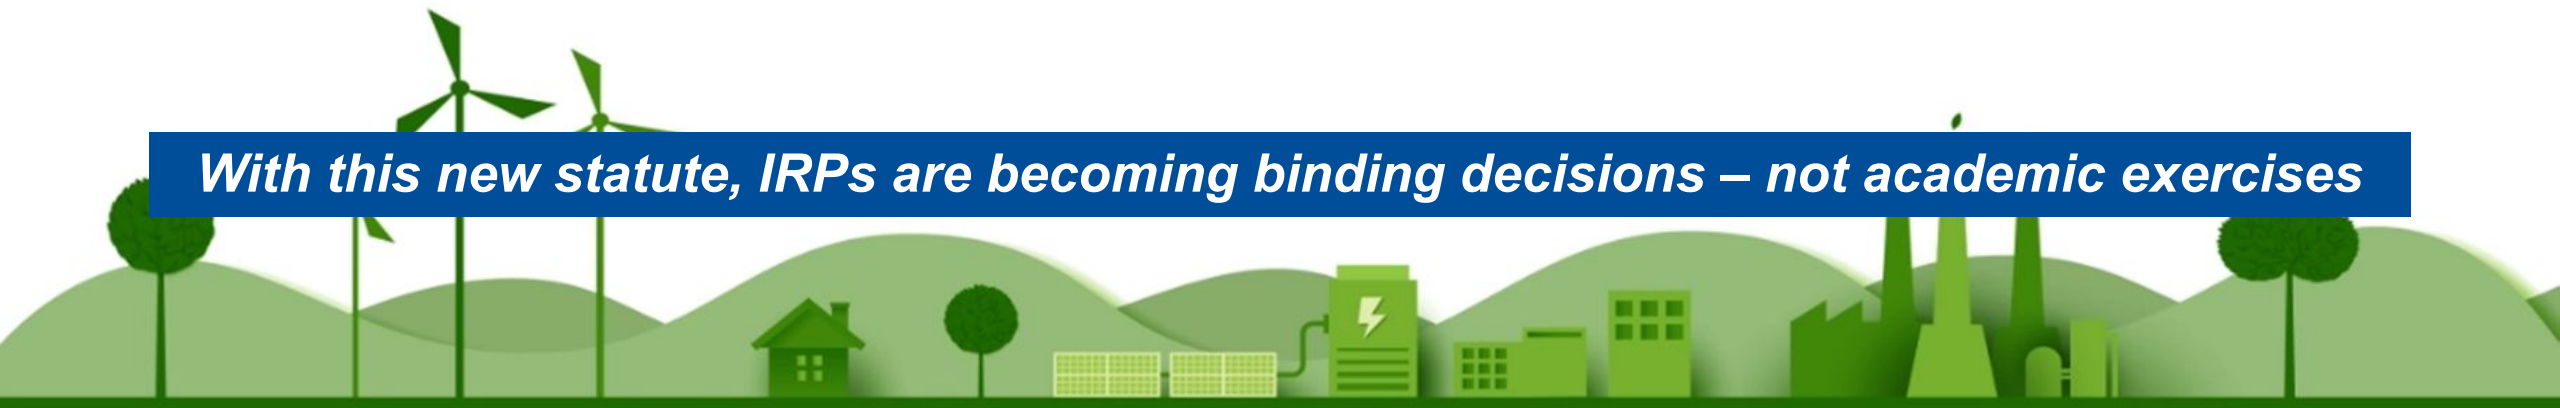 With this new statute, IRPs are becoming binding decisions – not academic exercises